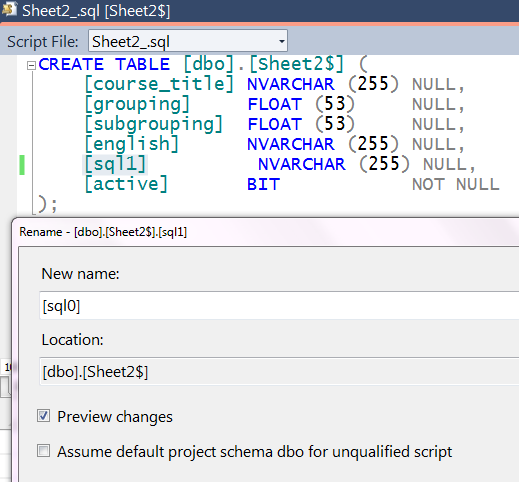 Sheet2_.sql [Sheet2$]
Script File: Sheet2_.sql
CREATE TABLE [dbo].[Sheet2$] (
[course_title] NVARCHAR (255) NULL,
[grouping] FLOAT (53) NULL,
[subgrouping] FLOAT (53) NULL,
[english] NVARCHAR (255) NULL,
[sql1] NVARCHAR (255) NULL,
[active] BIT NOT NULL
);
Rename - [dbo].[Sheet2$].[sql1]
New name:
[sql0]
Location:
10
[dbo].[Sheet2$]
Preview changes
Assume default project schema dbo for unqualified script